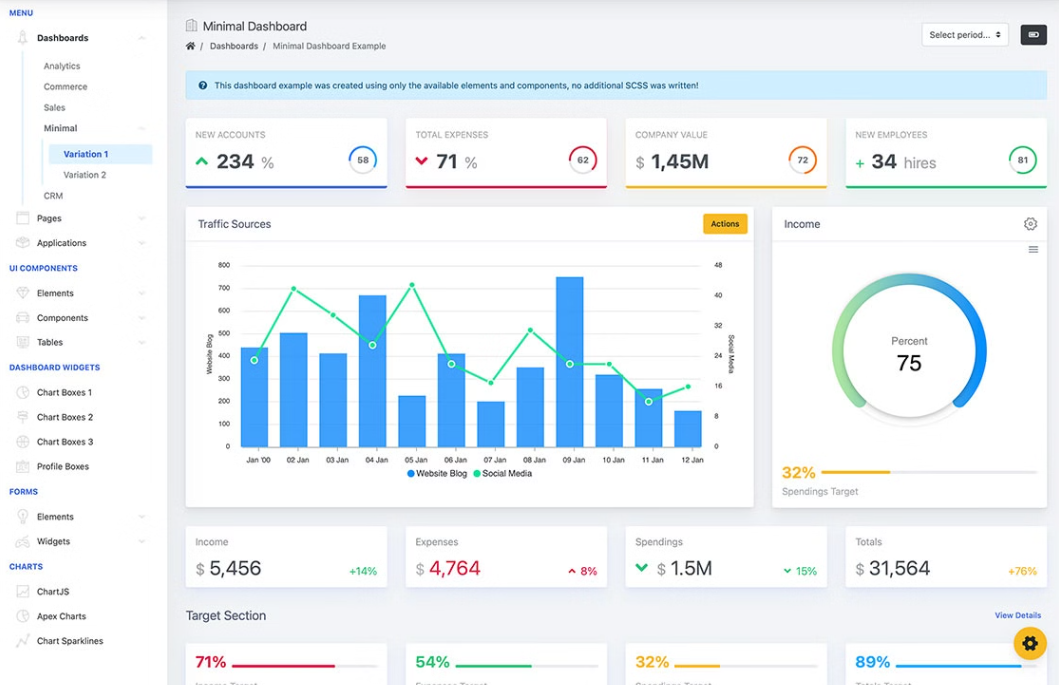 MENU
Dashboards
Analytics
Commerce
Sales
Minimal
Variation 1
Variation 2
CRM
Pages
Applications
UI COMPONENTS
Elements
Components
Tables
DASHBOARD WIDGETS
Chart Boxes 1
Chart Boxes 2
Chart Boxes 3
Profile Boxes
FORMS
Elements
Widgets
CHARTS
ChartJS
Apex Charts
Chart Sparklines
Minimal Dashboard
/ Dashboards / Minimal Dashboard Example
Select period...
This dashboard example was created using only the available elements and components, no additional SCSS was written!
NEW ACCOUNTS
234 %
58
TOTAL EXPENSES
71 %
62
COMPANY VALUE
$ 1,45M
72
NEW EMPLOYEES
+ 34 hires
81
Traffic Sources
Actions
800
700
600
500
400
300
200
100
0
Website Blog
48
40
32
24
16
8
0
Social Media
Jan '00 02 Jan 03 Jan 04 Jan 05 Jan 06 Jan 07 Jan 08 Jan 09 Jan 10 Jan 11 Jan 12 Jan
Website Blog Social Media
Income
Percent
75
32%
Spendings Target
Income
$ 5,456 +14%
Expenses
$ 4,764 8%
Spendings
$ 1.5M 15%
Totals
$ 31,564 +76%
Target Section
View Details
71%
54%
32%
89%